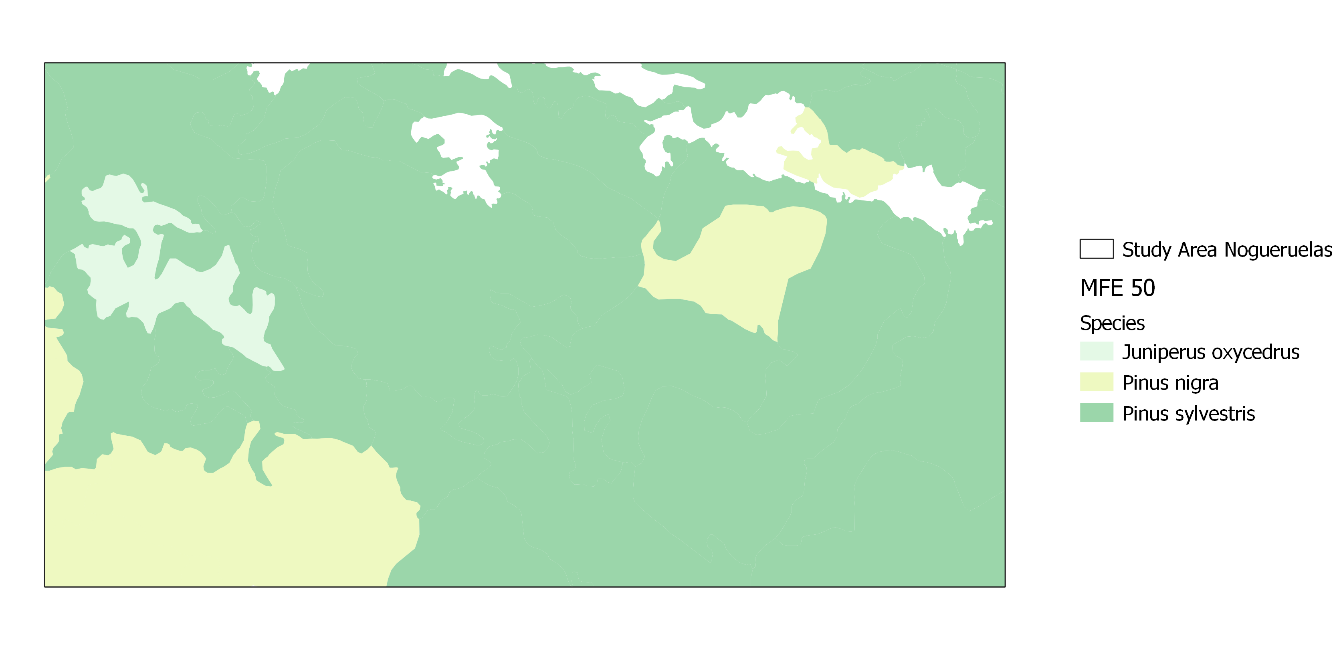 Study Area Nogueruelas
MFE 50
Species
Juniperus oxycedrus
Pinus nigra
Pinus sylvestris